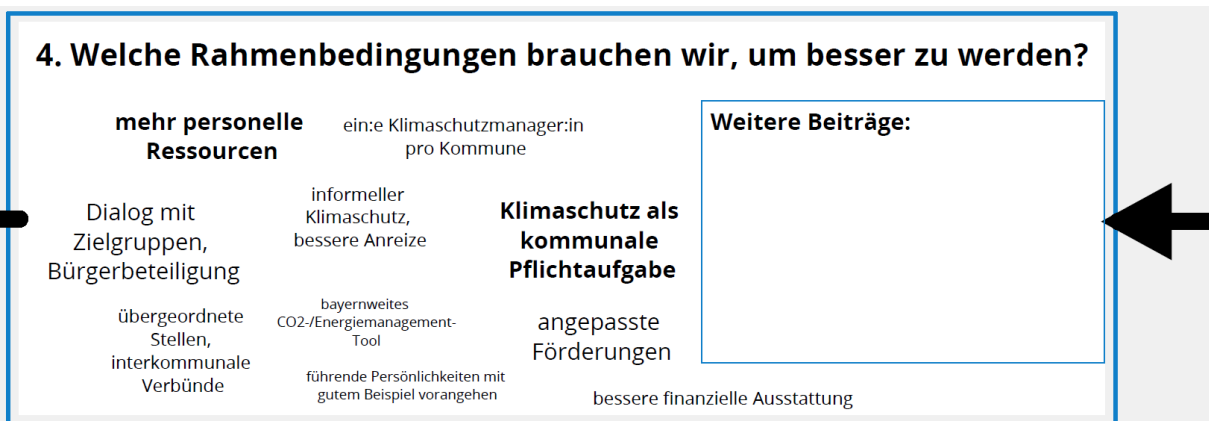 4. Welche Rahmenbedingungen brauchen wir, um besser zu werden?
mehr personelle
Ressourcen
ein:e Klimaschutzmanager:in
pro Kommune
Weitere Beiträge:
Dialog mit
Zielgruppen,
Bürgerbeteiligung
informeller
Klimaschutz,
bessere Anreize
Klimaschutz als
kommunale
Pflichtaufgabe
übergeordnete
Stellen,
interkommunale
Verbünde
bayernweites
CO2-/Energiemanagement-
Tool
angepasste
Förderungen
führende Persönlichkeiten mit
gutem Beispiel vorangehen
bessere finanzielle Ausstattung